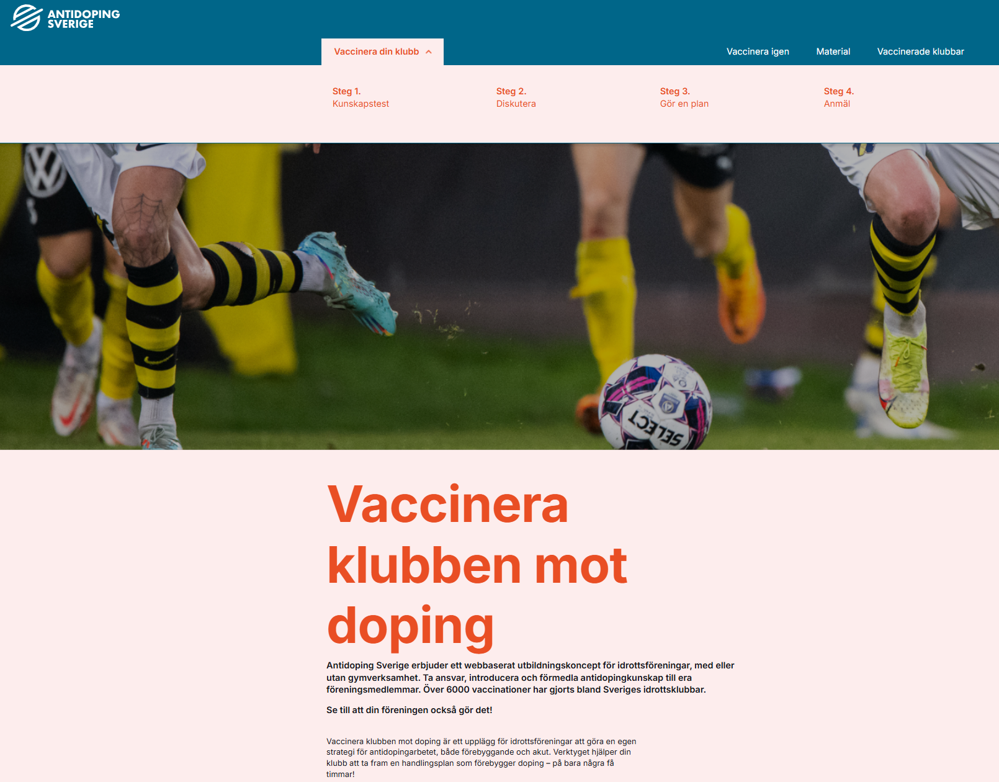 ANTIDOPING
SVERIGE
Vaccinera din klubb
Vaccinera igen
Material
Vaccinerade klubbar
Steg 1.
Kunskapstest
Steg 2.
Diskutera
Steg 3.
Gör en plan
Steg 4.
Anmäl
SELECT
Vaccinera
klubben mot
doping
Antidoping Sverige erbjuder ett webbaserat utbildningskoncept för idrottsföreningar, med eller
utan gymverksamhet. Ta ansvar, introducera och förmedla antidopingkunskap till era
föreningsmedlemmar. Över 6000 vaccinationer har gjorts bland Sveriges idrottsklubbar.
Se till att din föreningen också gör det!
Vaccinera klubben mot doping är ett upplägg för idrottsföreningar att göra en egen
strategi för antidopingarbetet, både förebyggande och akut. Verktyget hjälper din
klubb att ta fram en handlingsplan som förebygger doping – på bara några få
timmar!